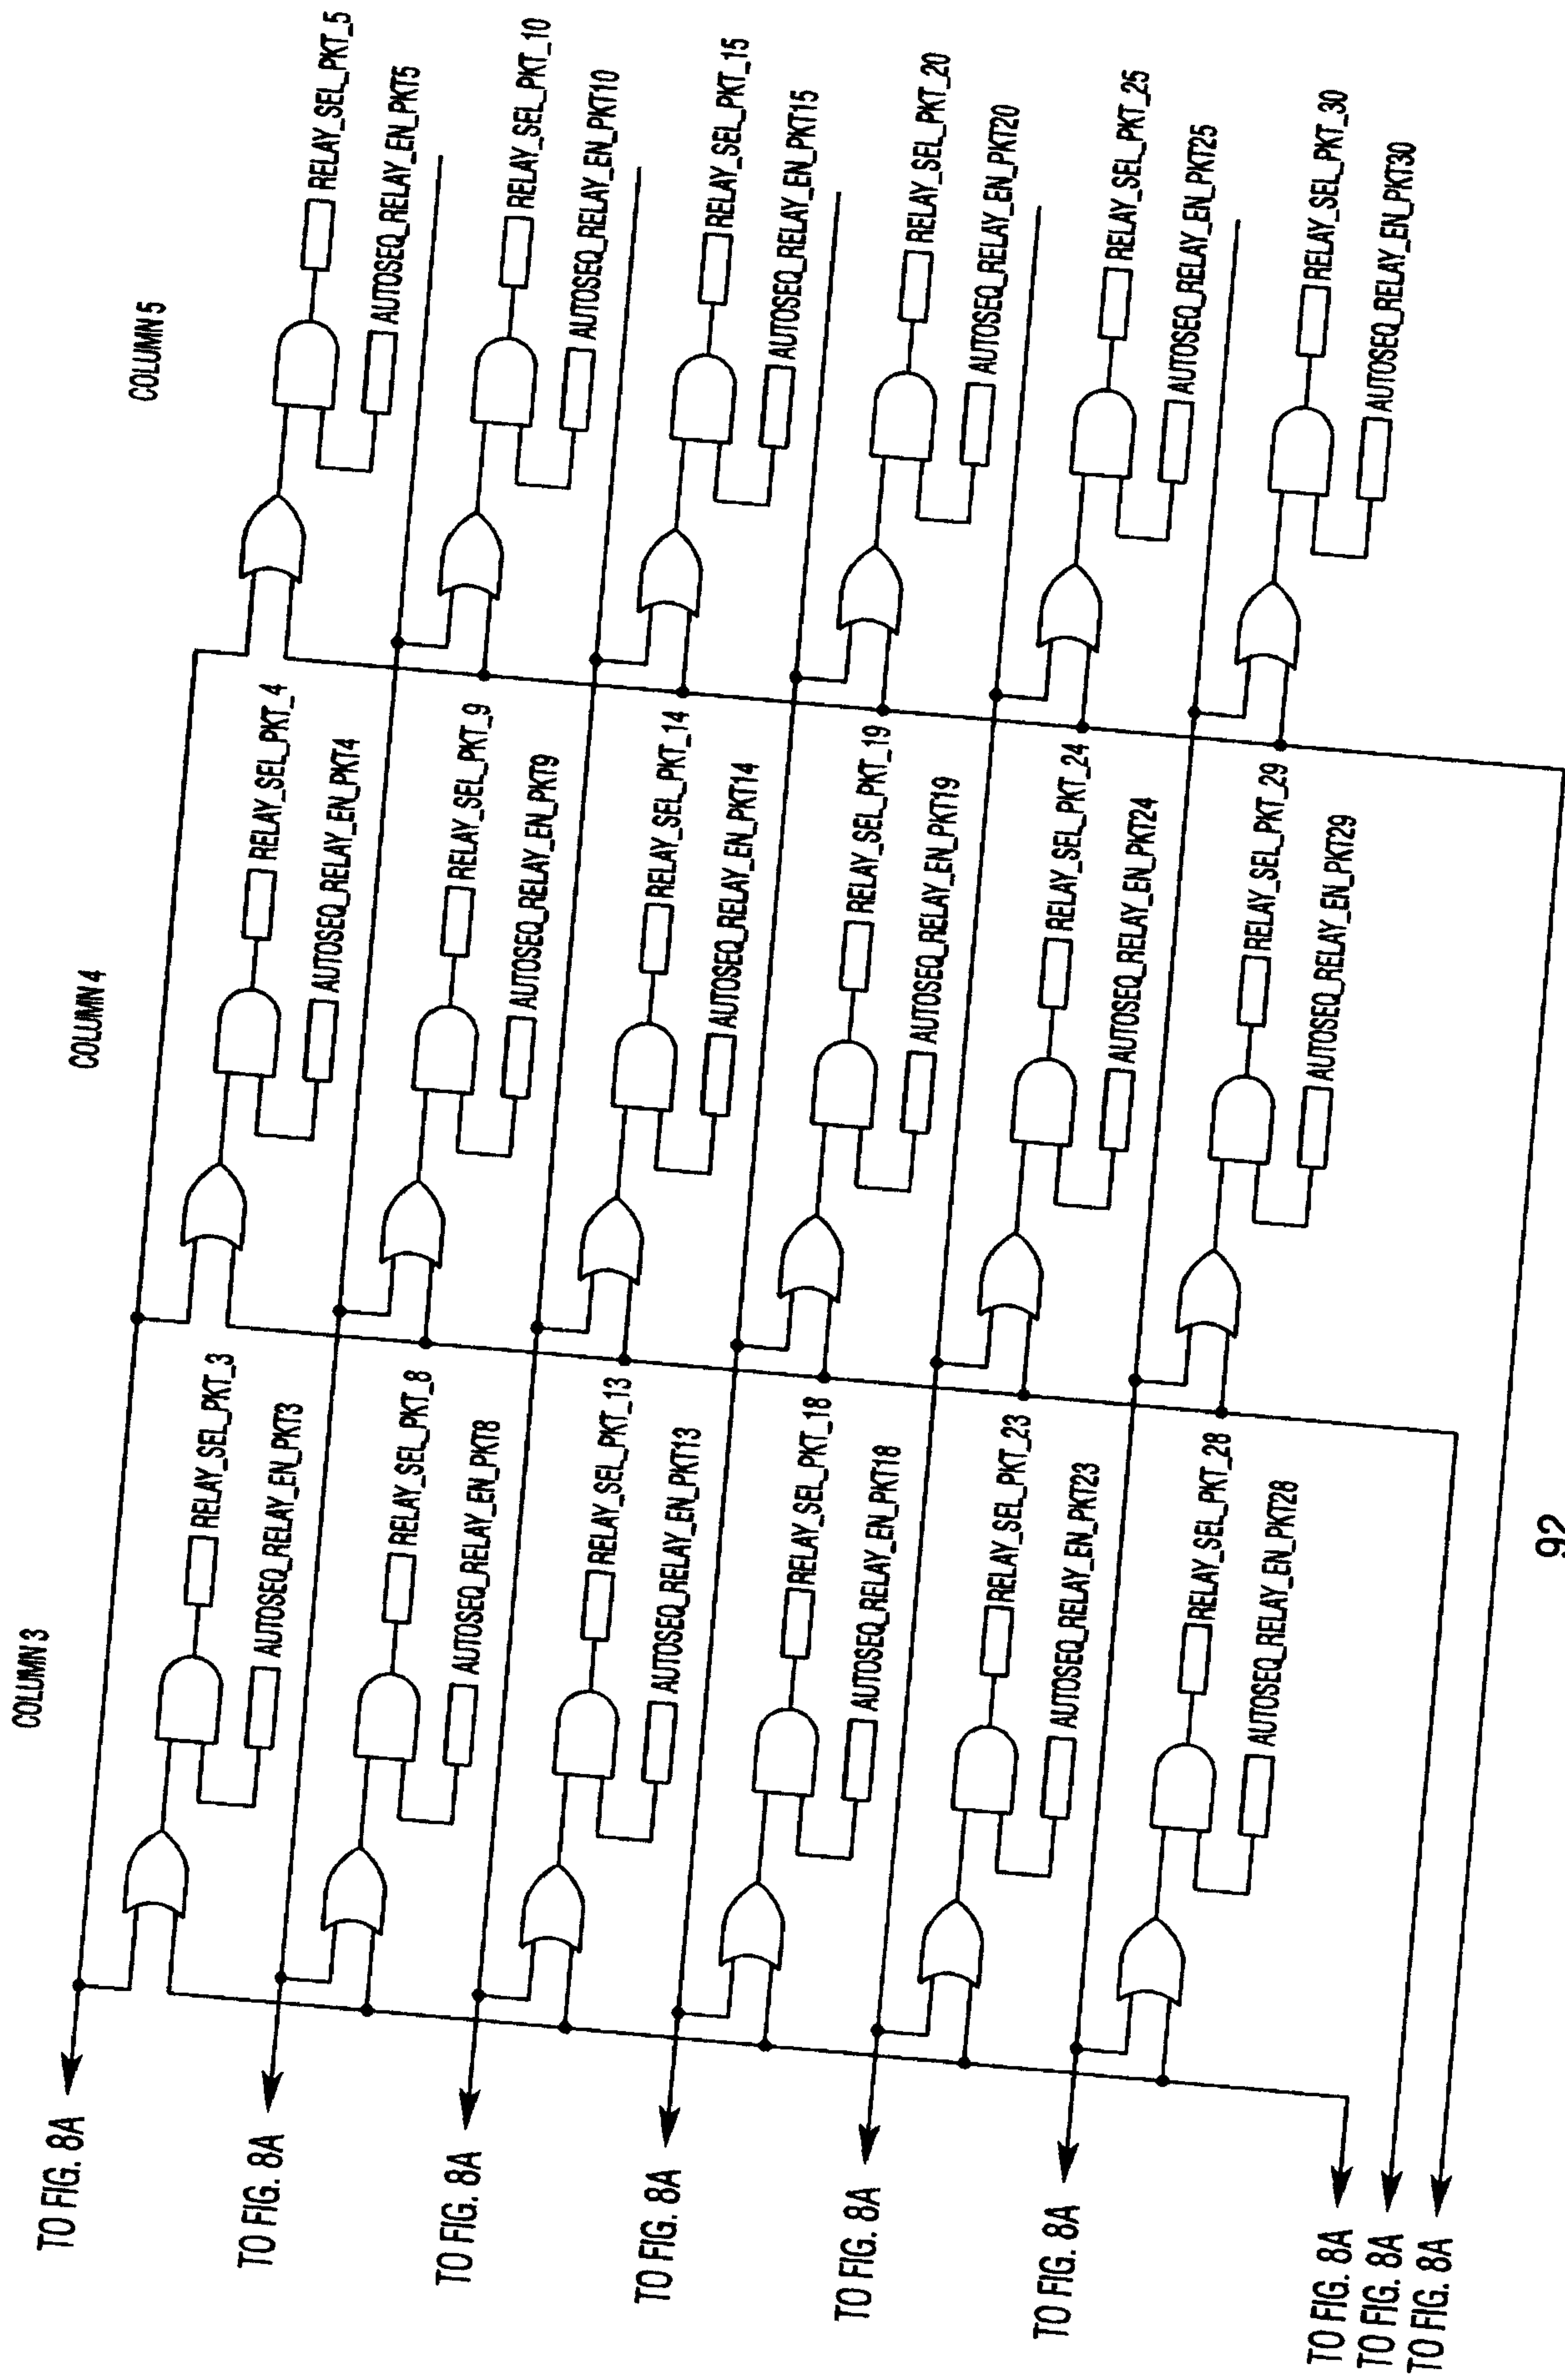 COLUMN 3
COLUMN 4
COLUMN 5
TO FIG. 8A
RELAY_SEL_PKT_3
AUTOSEQ_RELAY_EN_PKT3
RELAY_SEL_PKT_4
AUTOSEQ_RELAY_EN_PKT4
RELAY_SEL_PKT_5
AUTOSEQ_RELAY_EN_PKT5
TO FIG. 8A
RELAY_SEL_PKT_8
AUTOSEQ_RELAY_EN_PKT8
RELAY_SEL_PKT_9
AUTOSEQ_RELAY_EN_PKT9
RELAY_SEL_PKT_10
AUTOSEQ_RELAY_EN_PKT10
TO FIG. 8A
RELAY_SEL_PKT_13
AUTOSEQ_RELAY_EN_PKT13
RELAY_SEL_PKT_14
AUTOSEQ_RELAY_EN_PKT14
RELAY_SEL_PKT_15
AUTOSEQ_RELAY_EN_PKT15
TO FIG. 8A
RELAY_SEL_PKT_18
AUTOSEQ_RELAY_EN_PKT18
RELAY_SEL_PKT_19
AUTOSEQ_RELAY_EN_PKT19
RELAY_SEL_PKT_20
AUTOSEQ_RELAY_EN_PKT20
TO FIG. 8A
RELAY_SEL_PKT_23
AUTOSEQ_RELAY_EN_PKT23
RELAY_SEL_PKT_24
AUTOSEQ_RELAY_EN_PKT24
RELAY_SEL_PKT_25
AUTOSEQ_RELAY_EN_PKT25
TO FIG. 8A
RELAY_SEL_PKT_28
AUTOSEQ_RELAY_EN_PKT28
RELAY_SEL_PKT_29
AUTOSEQ_RELAY_EN_PKT29
RELAY_SEL_PKT_30
AUTOSEQ_RELAY_EN_PKT30
TO FIG. 8A
TO FIG. 8A
TO FIG. 8A
92